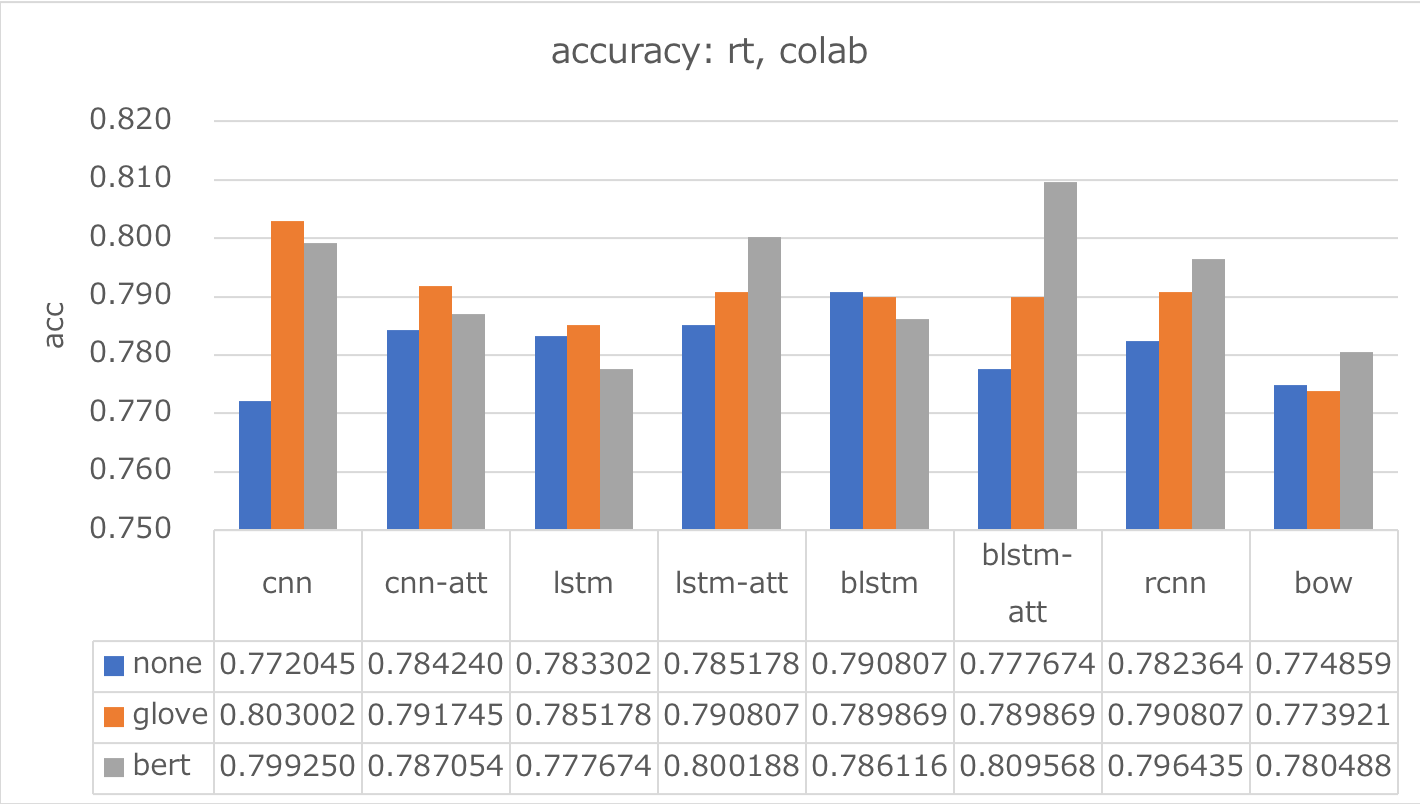 accuracy: rt, colab
0.820
0.810
0.800
0.790
0.780
0.770
0.760
0.750
acc
cnn cnn-att lstm lstm-att blstm blstm-att rcnn bow
none 0.772045 0.784240 0.783302 0.785178 0.790807 0.777674 0.782364 0.774859
glove 0.803002 0.791745 0.785178 0.790807 0.789869 0.789869 0.790807 0.773921
bert 0.799250 0.787054 0.777674 0.800188 0.786116 0.809568 0.796435 0.780488